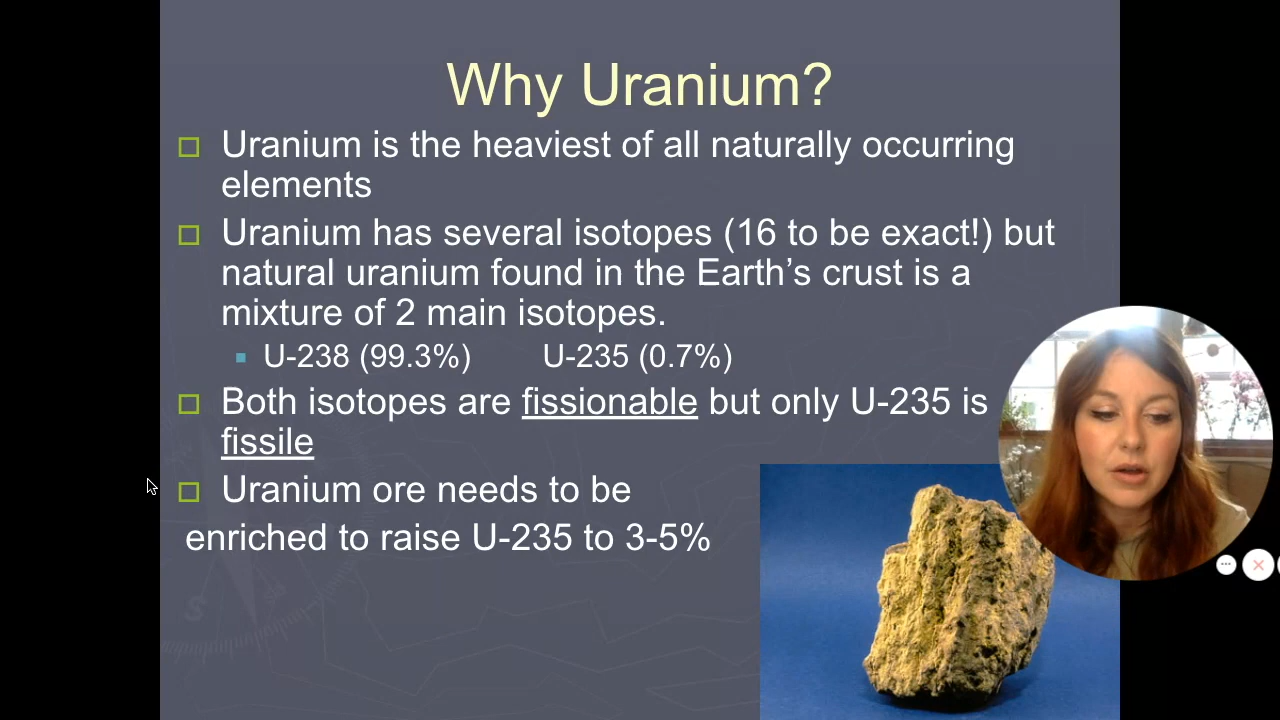 Why Uranium?
Uranium is the heaviest of all naturally occurring
elements
Uranium has several isotopes (16 to be exact!) but
natural uranium found in the Earth’s crust is a
mixture of 2 main isotopes.
U-238 (99.3%) U-235 (0.7%)
Both isotopes are fissionable but only U-235 is
fissile
Uranium ore needs to be
enriched to raise U-235 to 3-5%